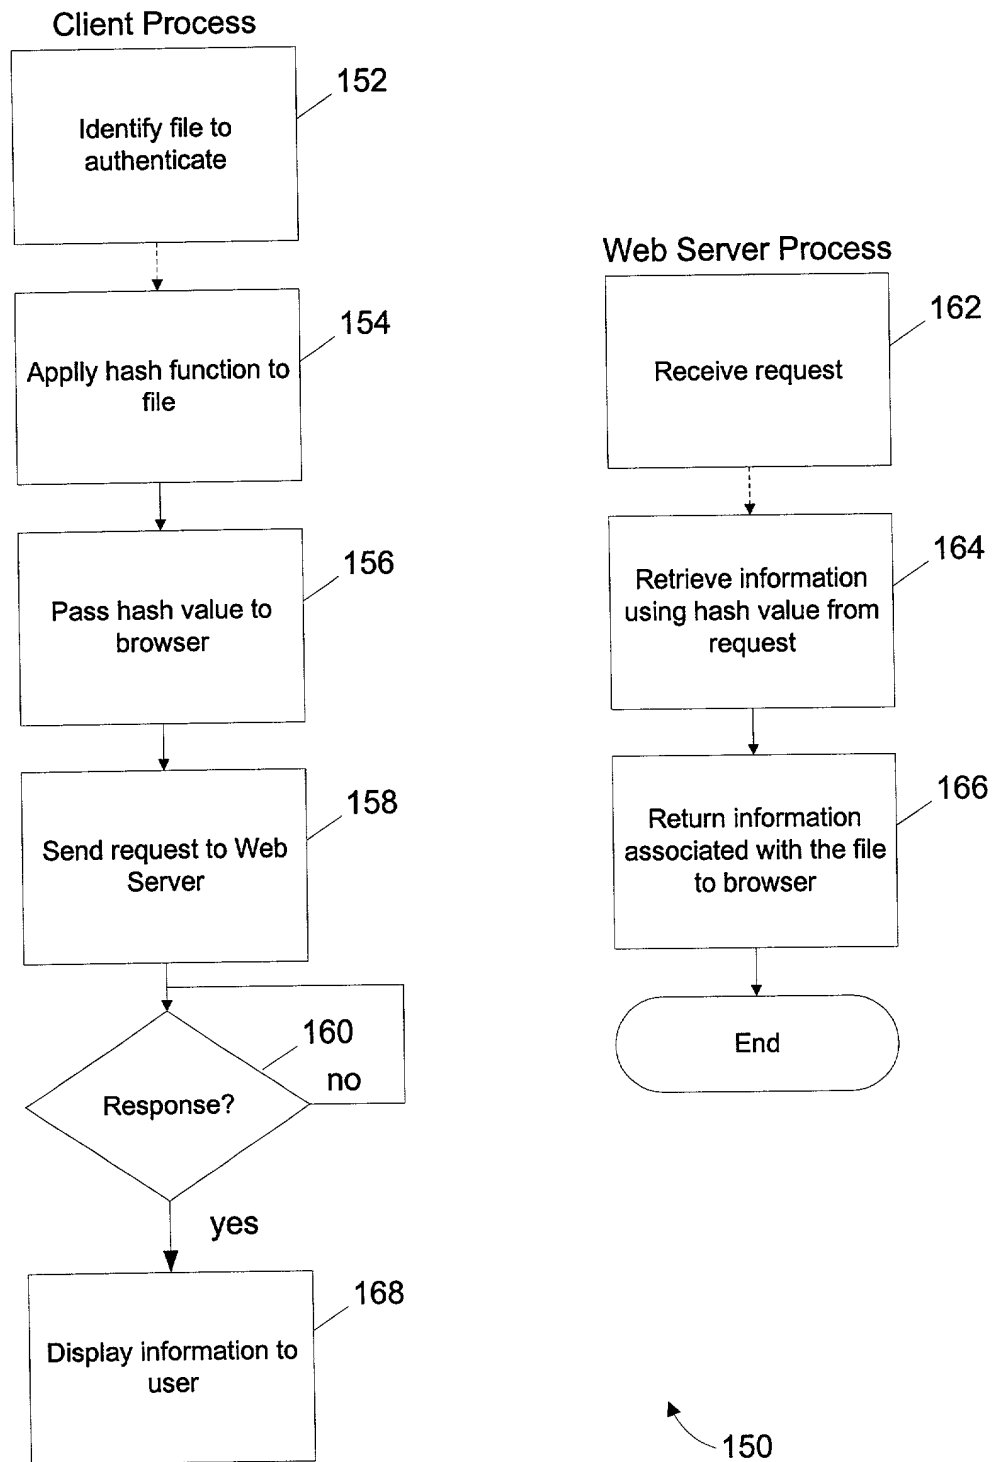 Client Process
152
Identify file to
authenticate
154
Applly hash function to
file
156
Pass hash value to
browser
158
Send request to Web
Server
160
no
Response?
yes
168
Display information to
user
Web Server Process
162
Receive request
164
Retrieve information
using hash value from
request
166
Return information
associated with the file
to browser
End
150